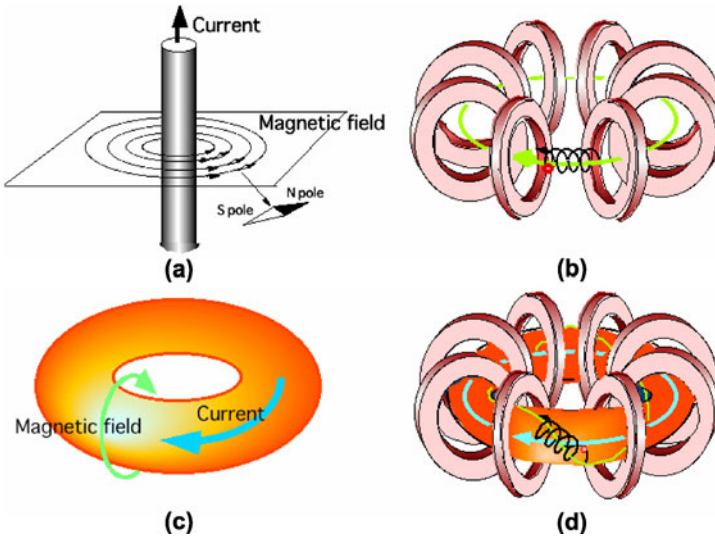 Current
Magnetic field
N pole
S pole
(a)
(b)
Current
Magnetic field
(c)
(d)